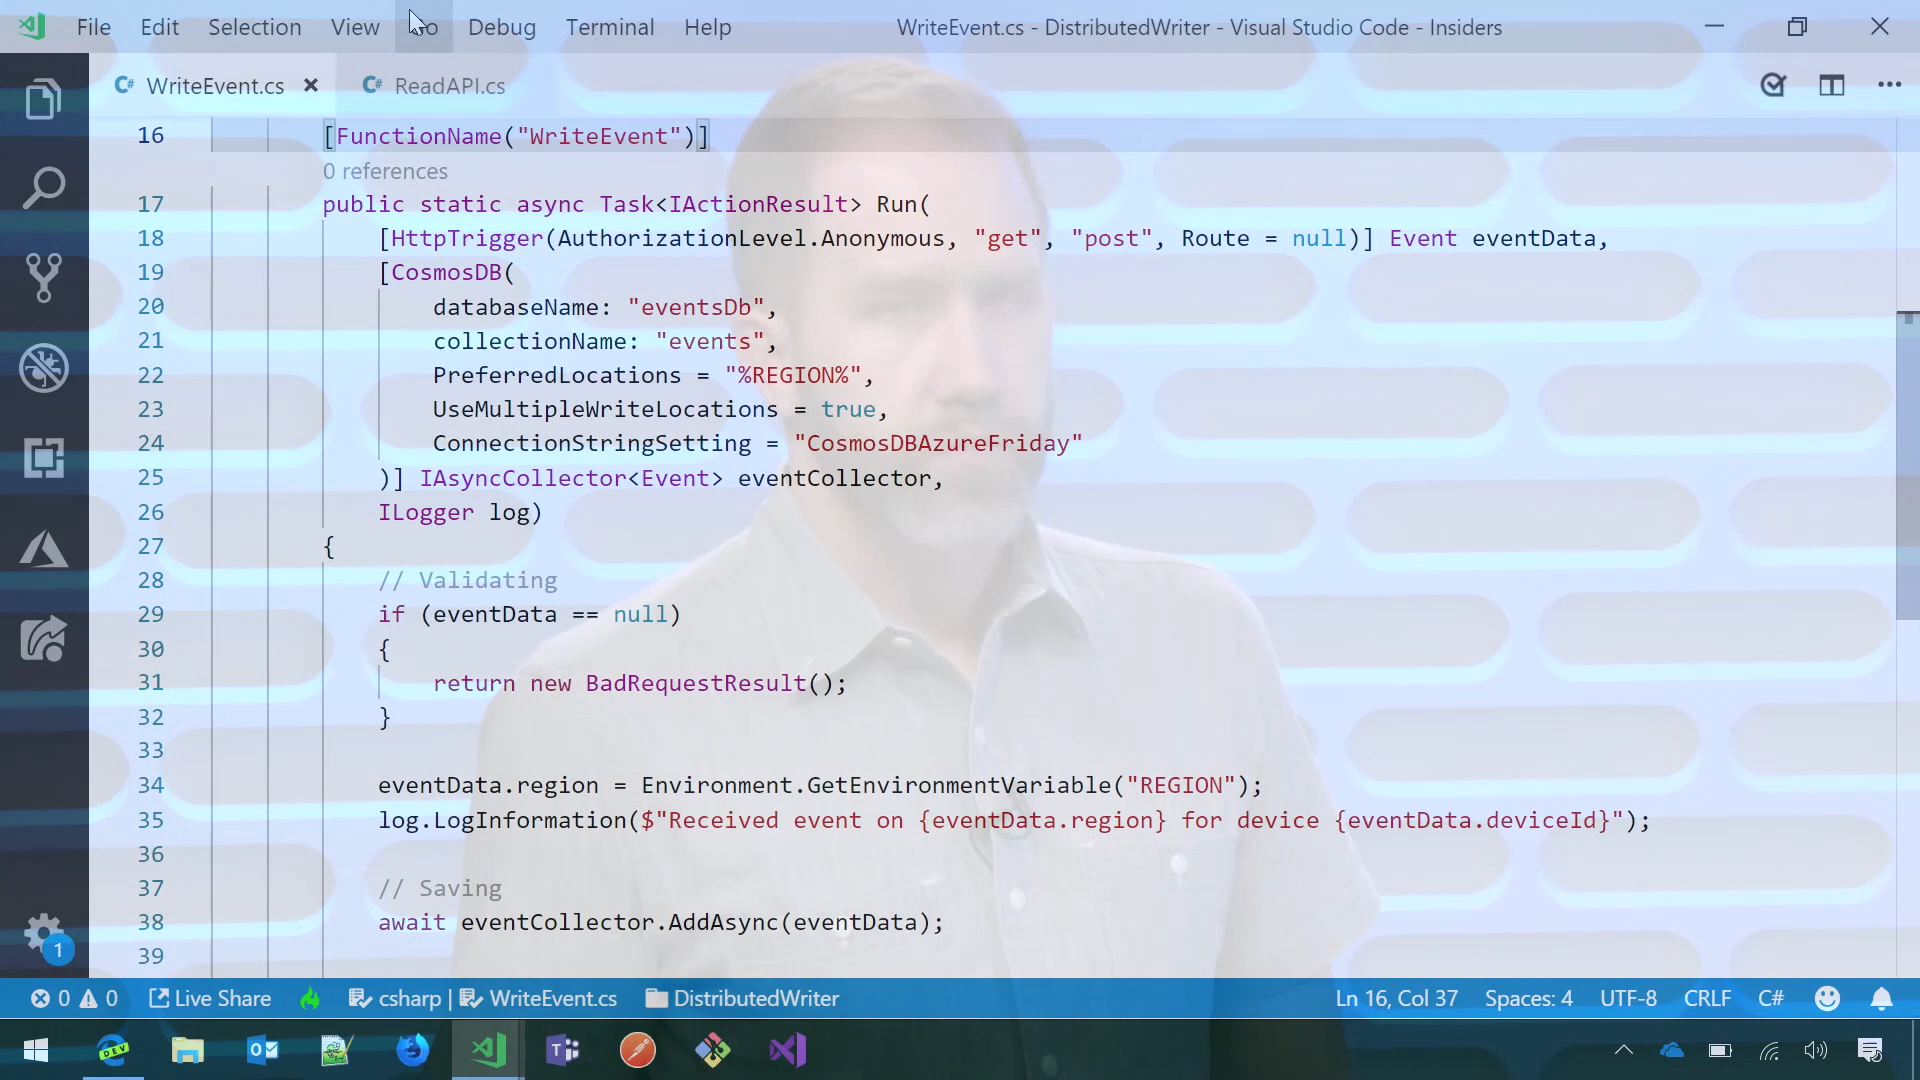 File Edit Selection View Go Debug Terminal Help WriteEvent.cs - DistributedWriter - Visual Studio Code - Insiders
C# WriteEvent.cs × C# ReadAPI.cs
16 [FunctionName("WriteEvent")]
0 references
17 public static async Task<IActionResult> Run(
18 [HttpTrigger(AuthorizationLevel.Anonymous, "get", "post", Route = null)] Event eventData,
19 [CosmosDB(
20 databaseName: "eventsDb",
21 collectionName: "events",
22 PreferredLocations = "%REGION%",
23 UseMultipleWriteLocations = true,
24 ConnectionStringSetting = "CosmosDBAzureFriday"
25 )] IAsyncCollector<Event> eventCollector,
26 ILogger log)
27 {
28 // Validating
29 if (eventData == null)
30 {
31 return new BadRequestResult();
32 }
33
34 eventData.region = Environment.GetEnvironmentVariable("REGION");
35 log.LogInformation($"Received event on {eventData.region} for device {eventData.deviceId}");
36
37 // Saving
38 await eventCollector.AddAsync(eventData);
39
1
0 0 Live Share csharp | WriteEvent.cs DistributedWriter Ln 16, Col 37 Spaces: 4 UTF-8 CRLF C#
DEV